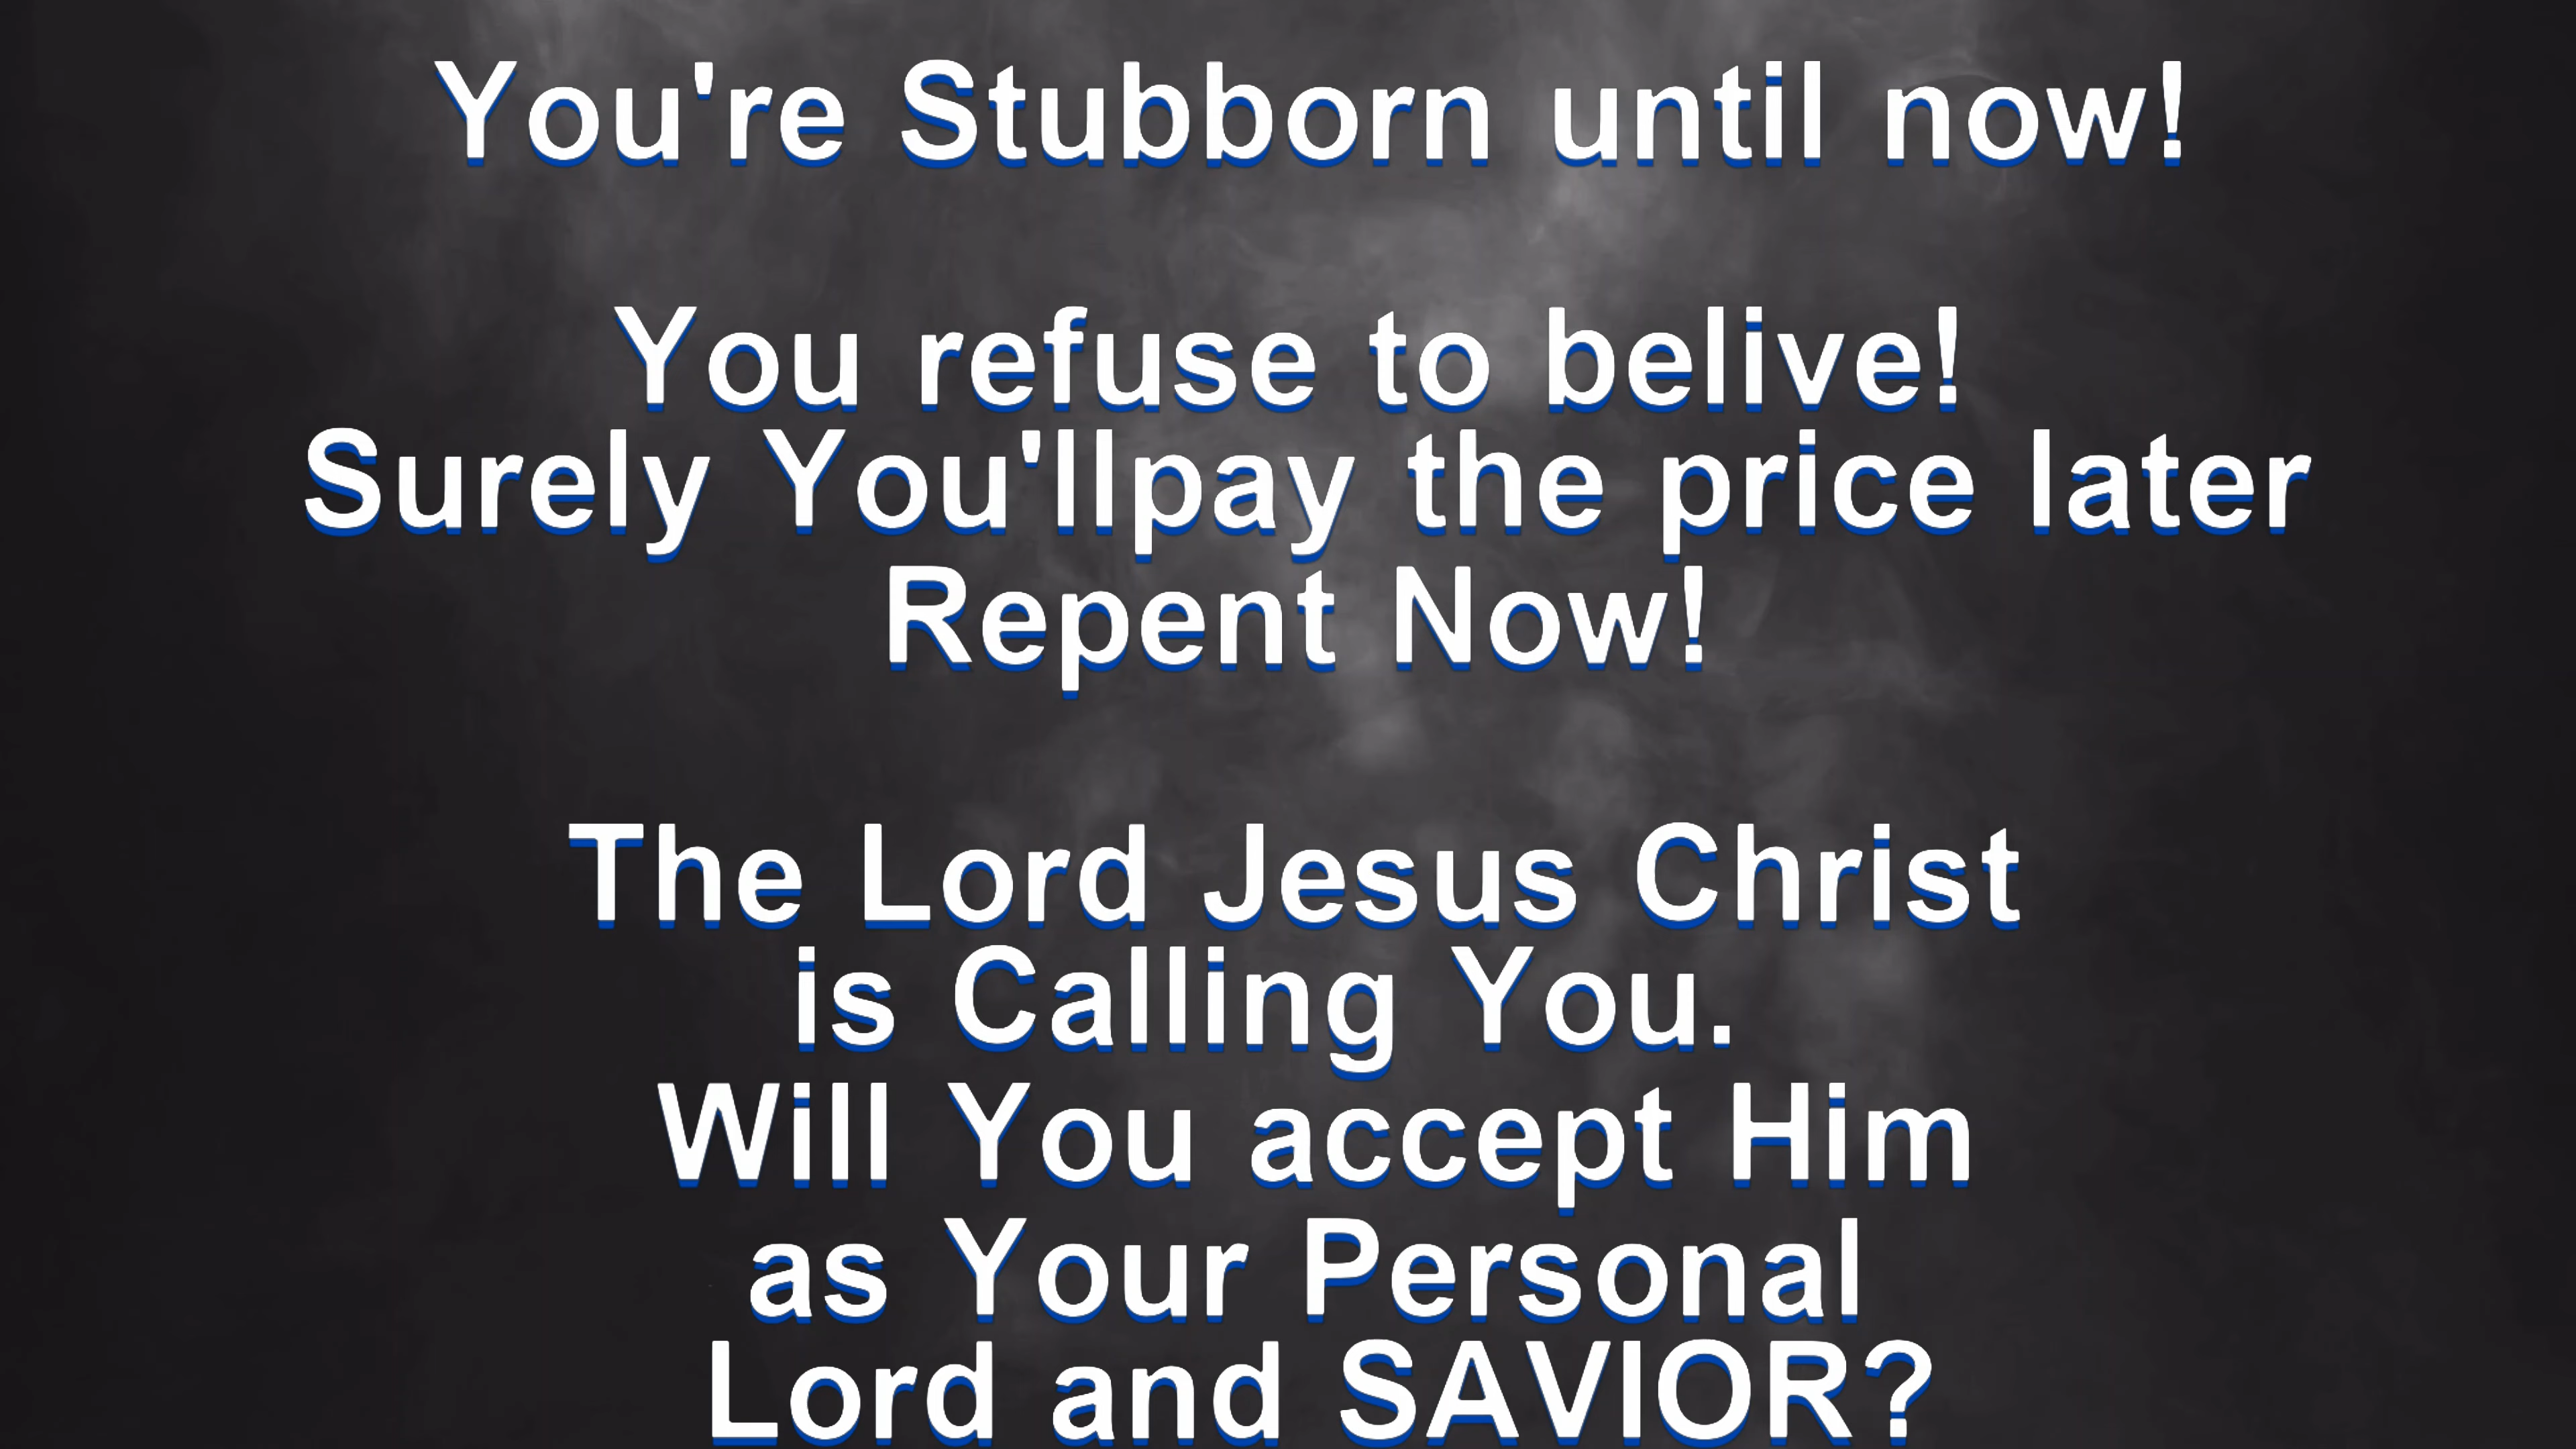 You're Stubborn until now!
You refuse to belive!
Surely You'llpay the price later
Repent Now!
The Lord Jesus Christ
is Calling You.
Will You accept Him
as Your Personal
Lord and SAVIOR?